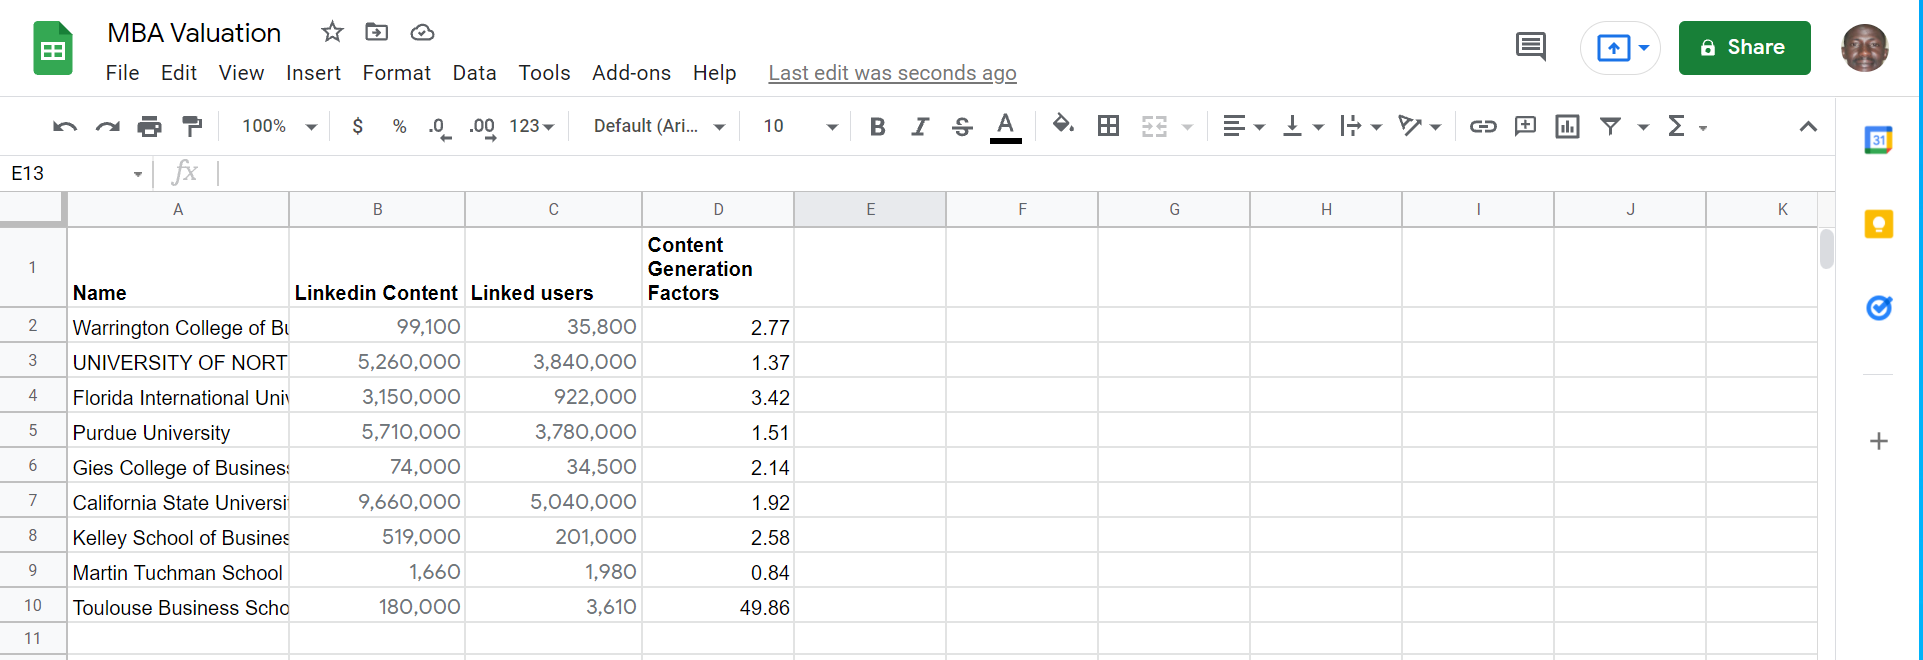 MBA Valuation
File Edit View Insert Format Data Tools Add-ons Help Last edit was seconds ago
Share
100% $ % .0 .00 123 Default (Ari... 10 B I S A
31
E13 fx
A B C D E F G H I J K
1 Name Linkedin Content Linked users Content Generation Factors
2 Warrington College of Bu 99,100 35,800 2.77
3 UNIVERSITY OF NORT 5,260,000 3,840,000 1.37
4 Florida International Univ 3,150,000 922,000 3.42
5 Purdue University 5,710,000 3,780,000 1.51
6 Gies College of Business 74,000 34,500 2.14
7 California State Universi 9,660,000 5,040,000 1.92
8 Kelley School of Busines 519,000 201,000 2.58
9 Martin Tuchman School 1,660 1,980 0.84
10 Toulouse Business Scho 180,000 3,610 49.86
11